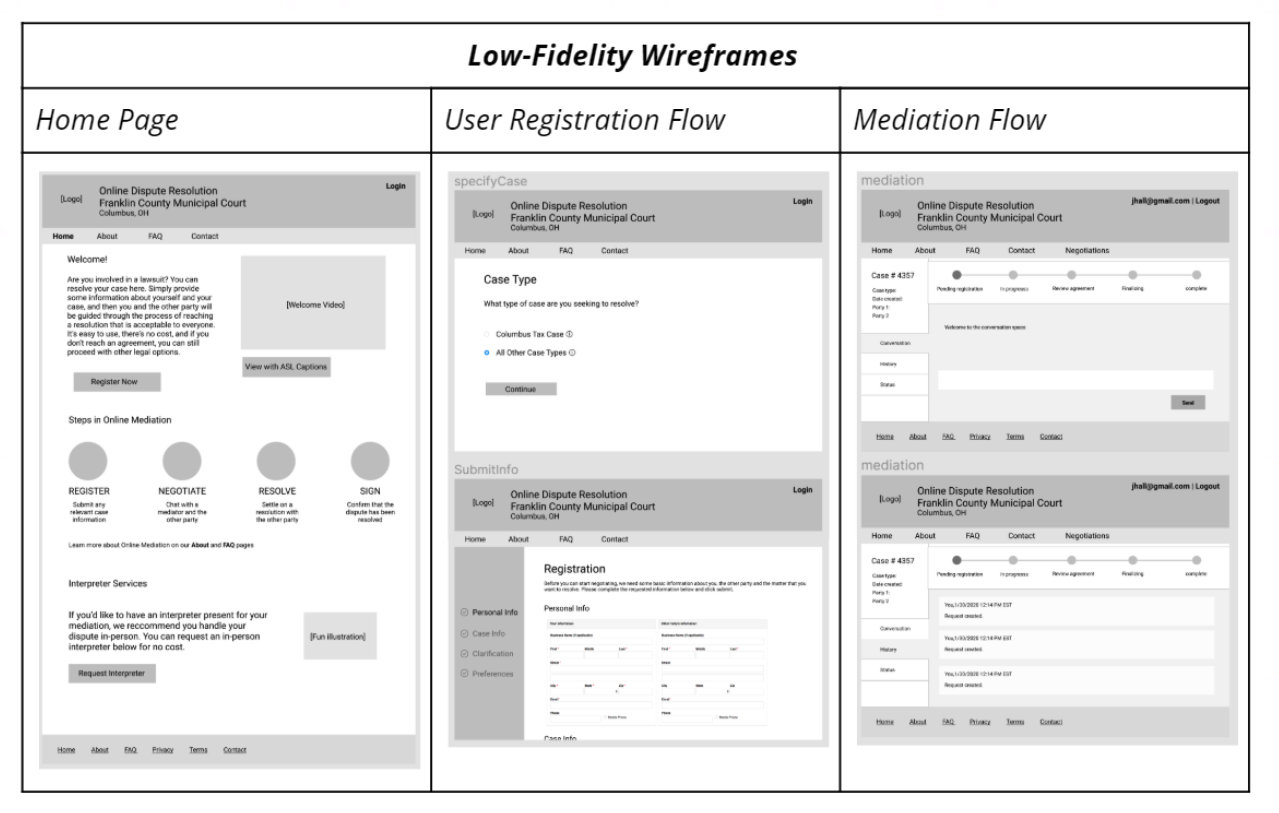 Low-Fidelity Wireframes
Home Page
User Registration Flow
Mediation Flow
[Logo]
Online Dispute Resolution
Franklin County Municipal Court
Columbus, OH
Login
Home About FAQ Contact
Welcome!
Are you involved in a lawsuit? You can
resolve your case here. Simply provide
some information about yourself and your
case, and then you and the other party will
be guided through the process of reaching
a resolution that is acceptable to everyone.
It's easy to use, there's no cost, and if you
don't reach an agreement, you can still
proceed with other legal options.
[Welcome Video]
View with ASL Captions
Register Now
Steps in Online Mediation
REGISTER
Submit any
relevant case
information
NEGOTIATE
Chat with a
mediator and the
other party
RESOLVE
Settle on a
resolution with
the other party
SIGN
Confirm that the
dispute has been
resolved
Learn more about Online Mediation on our About and FAQ pages
Interpreter Services
If you'd like to have an interpreter present for your
mediation, we reccommend you handle your
dispute in-person. You can request an in-person
interpreter below for no cost.
[Fun illustration]
Request Interpreter
Home About FAQ Privacy Terms Contact
specifyCase
[Logo]
Online Dispute Resolution
Franklin County Municipal Court
Columbus, OH
Login
Home About FAQ Contact
Case Type
What type of case are you seeking to resolve?
Columbus Tax Case
All Other Case Types
Continue
SubmitInfo
[Logo]
Online Dispute Resolution
Franklin County Municipal Court
Columbus, OH
Login
Home About FAQ Contact
Personal Info
Case Info
Clarification
Preferences
Registration
Before you can start negotiating, we need some basic information about you, the other party and the matter that you
want to resolve. Please complete the requested information below and click submit.
Personal Info
Your Information
Other Party's Information
Business Name (if applicable)
Business Name (if applicable)
First* Middle Last*
First* Middle Last*
City * State *
City State
Email*
Email*
Phone
Phone
Mobile Phone
Mobile Phone
Case Info
mediation
[Logo]
Online Dispute Resolution
Franklin County Municipal Court
Columbus, OH
jhall@gmail.com | Logout
Home About FAQ Contact Negotiations
Case # 4357
Case type:
Date created:
Party 1:
Party 2
Pending registration In progresss Review agreement Finalizing complete
Welcome to the conversation space
Conversation
History
Status
Send
Home About FAQ Privacy Terms Contact
mediation
[Logo]
Online Dispute Resolution
Franklin County Municipal Court
Columbus, OH
jhall@gmail.com | Logout
Home About FAQ Contact Negotiations
Case # 4357
Case type:
Date created:
Party 1:
Party 2
Pending registration In progresss Review agreement Finalizing complete
Conversation
History
Status
You,1/30/2020 12:14 PM EST
Request created.
You,1/30/2020 12:14 PM EST
Request created.
You,1/30/2020 12:14 PM EST
Request created.
Home About FAQ Privacy Terms Contact